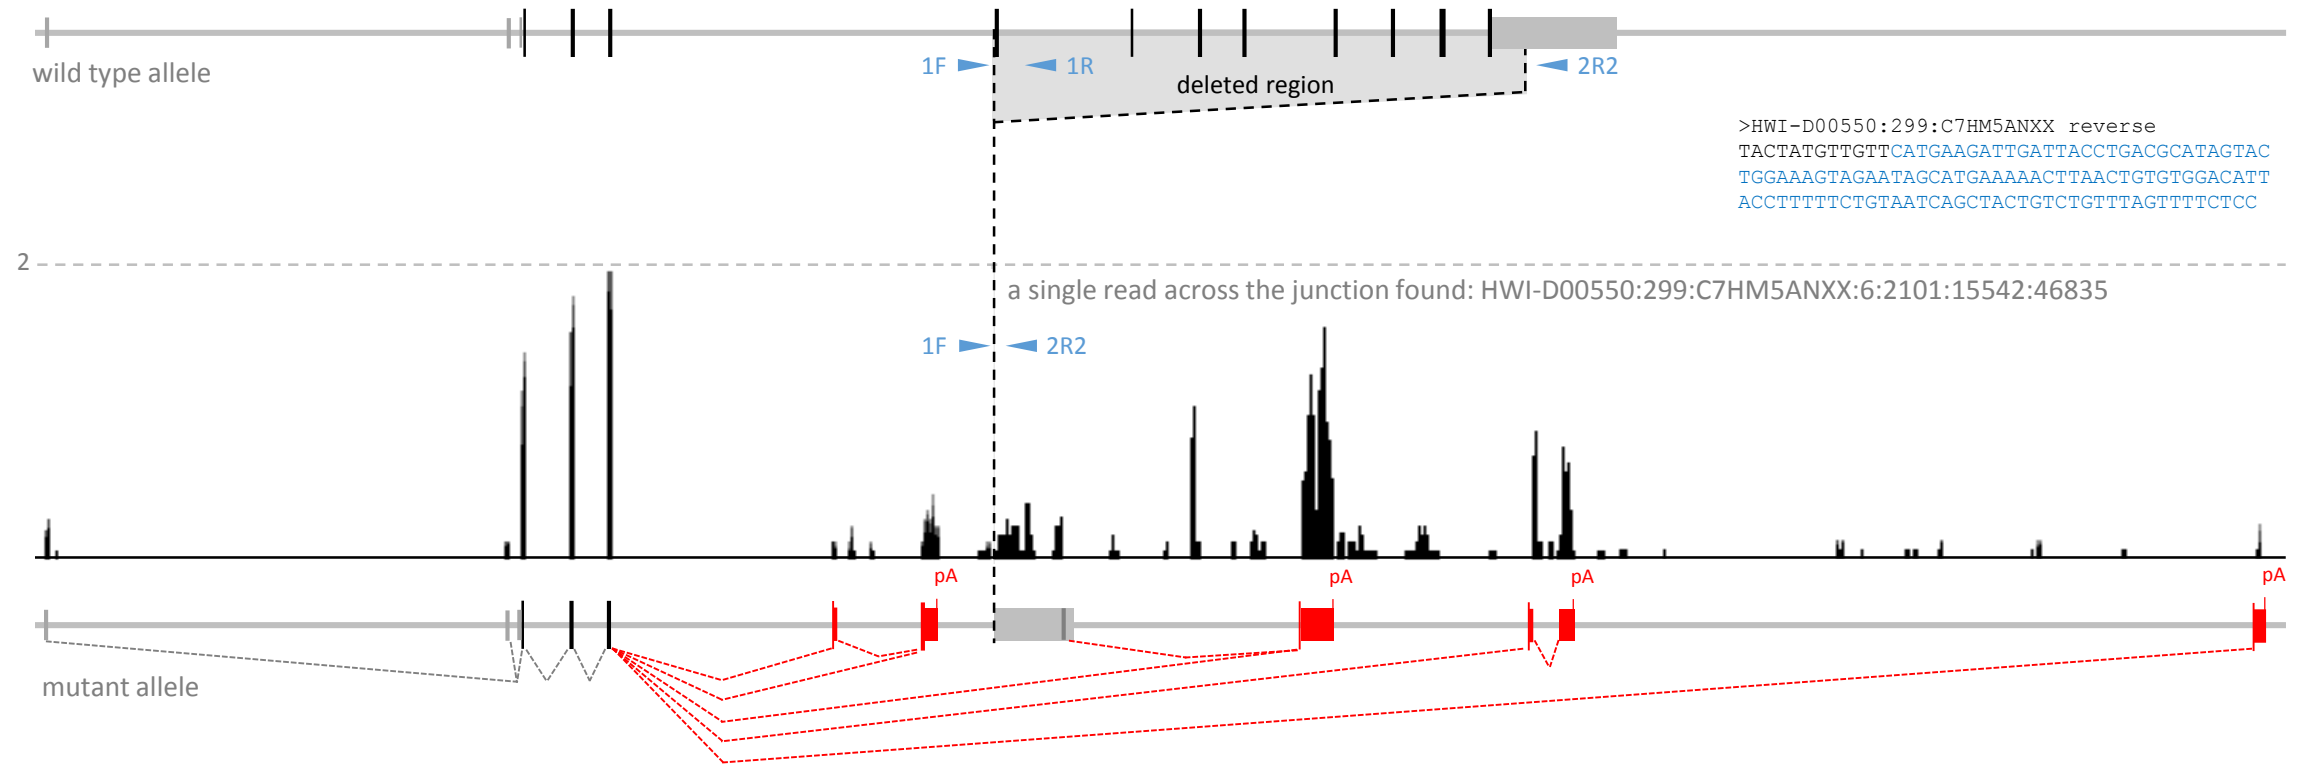 wild type allele
1F
1R
2R2
deleted region
>HWI-D00550:299:C7HM5ANXX reverse
TACTATGTTGTTCATGAAGATTGATTACCTGACGCATAGTAC
TGGAAAGTAGAATAGCATGAAAAACTTAACTGTGTGGACATT
ACCTTTTTCTGTAATCAGCTACTGTCTGTTTAGTTTTCTCC
2
a single read across the junction found: HWI-D00550:299:C7HM5ANXX:6:2101:15542:46835
1F
2R2
pA
pA
pA
pA
mutant allele